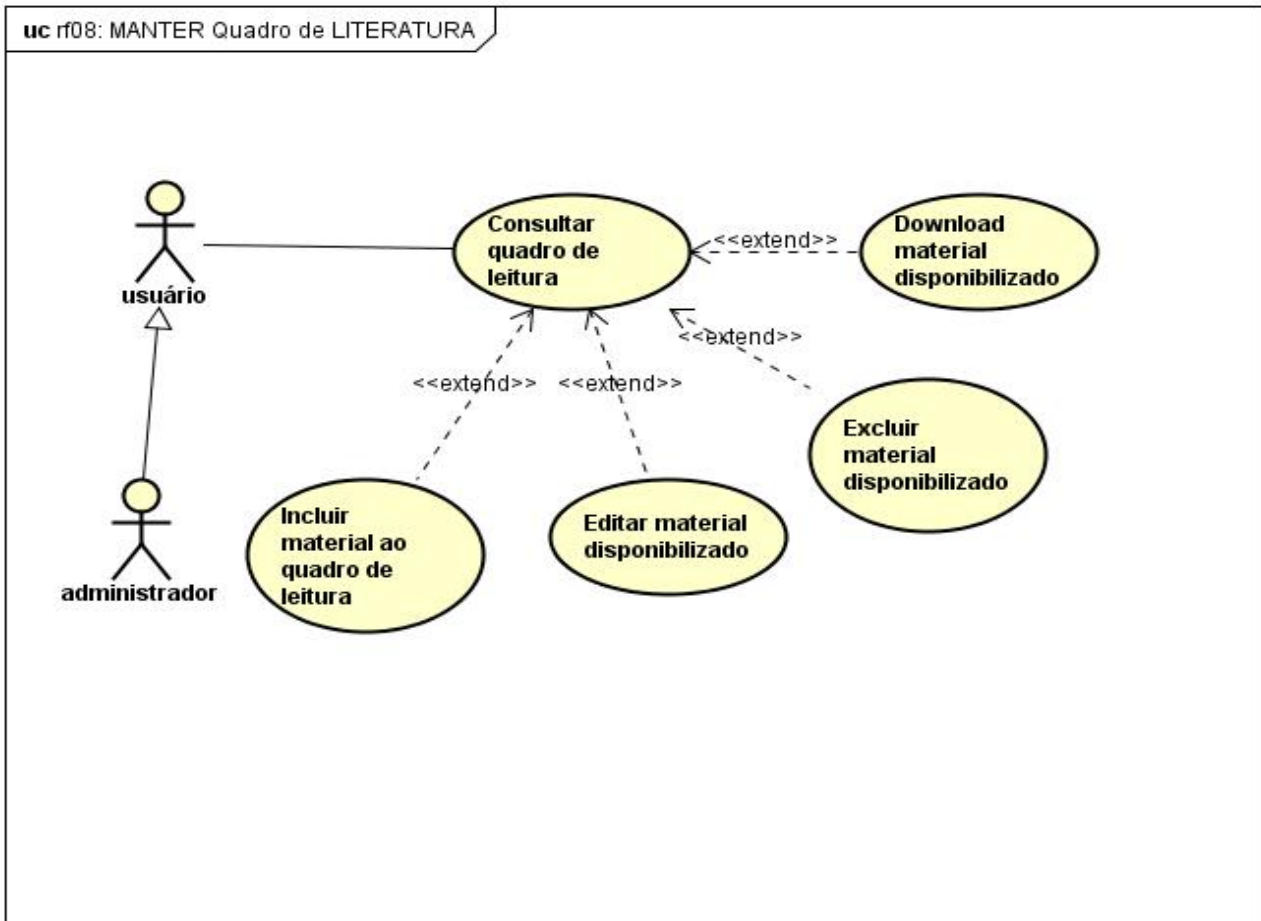 uc rf08: MANTER Quadro de LITERATURA
usuário
Consultar
quadro de
leitura
<<extend>>
Download
material
disponibilizado
<<extend>>
<<extend>>
<<extend>>
Excluir
material
disponibilizado
administrador
Incluir
material ao
quadro de
leitura
Editar material
disponibilizado